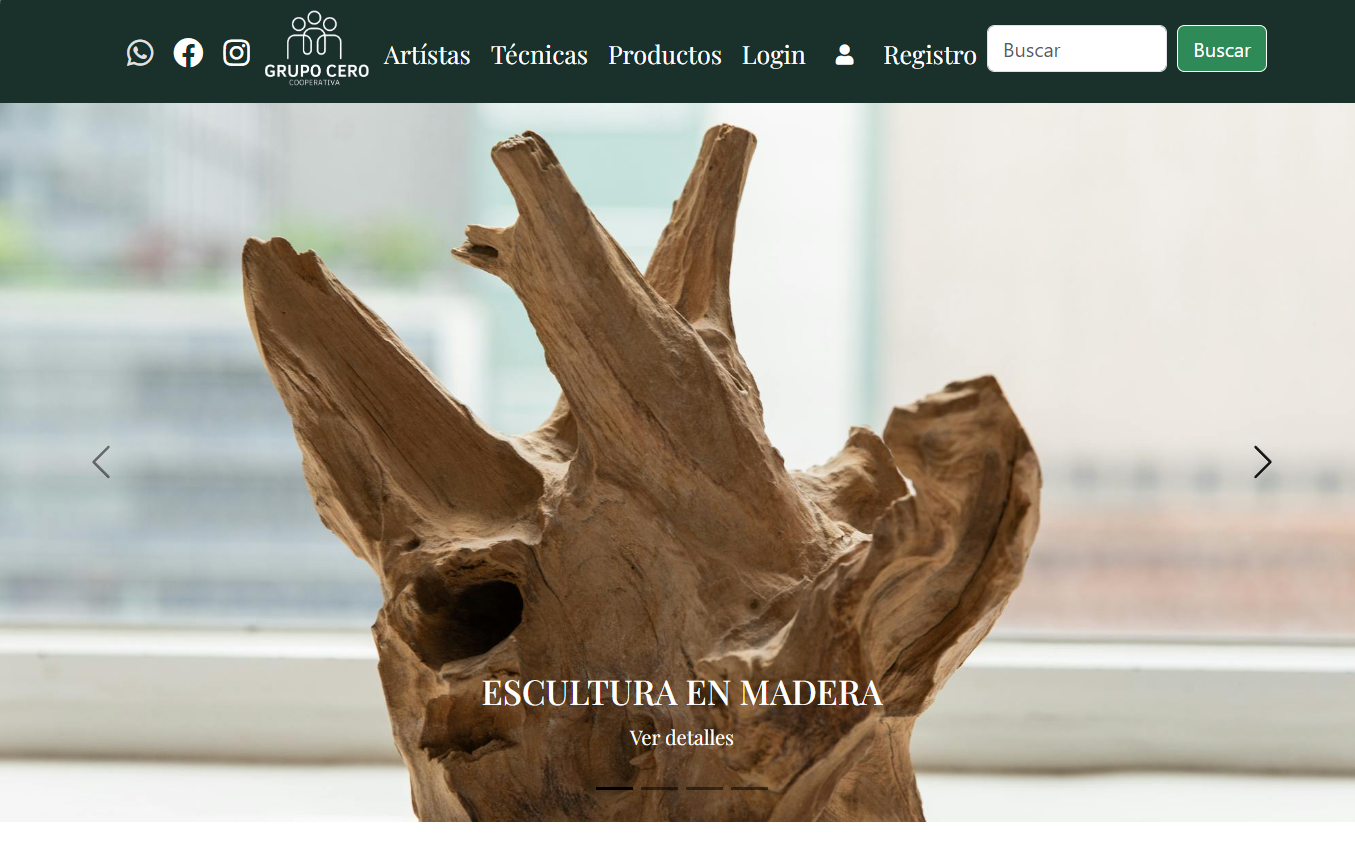 GRUPO CERO
COOPERATIVA
Artístas Técnicas Productos Login Registro Buscar Buscar
ESCULTURA EN MADERA
Ver detalles